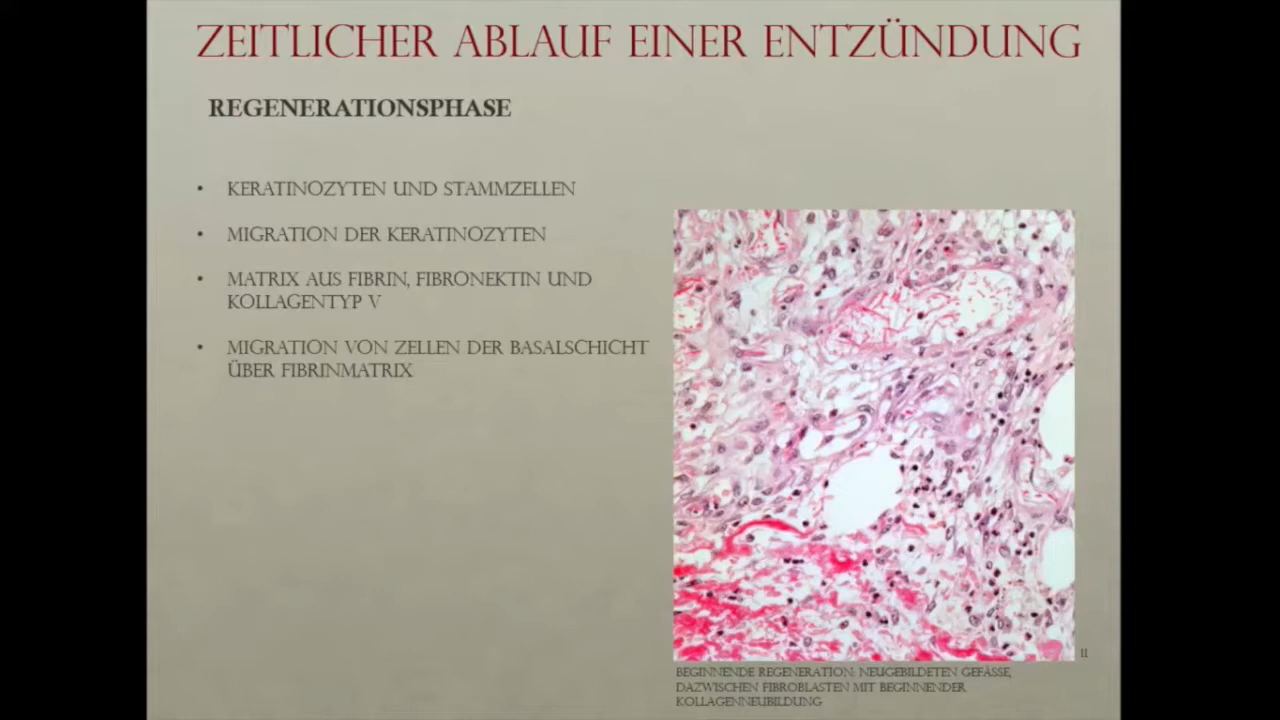 ZEITLICHER ABLAUF EINER ENTZÜNDUNG
REGENERATIONSPHASE
• KERATINOZYTEN UND STAMMZELLEN
• MIGRATION DER KERATINOZYTEN
• MATRIX AUS FIBRIN, FIBRONEKTIN UND
KOLLAGENTYP V
• MIGRATION VON ZELLEN DER BASALSCHICHT
ÜBER FIBRINMATRIX
11
BEGINNENDE REGENERATION: NEUGEBILDETEN GEFÄSSE,
DAZWISCHEN FIBROBLASTEN MIT BEGINNENDER
KOLLAGENNEUBILDUNG